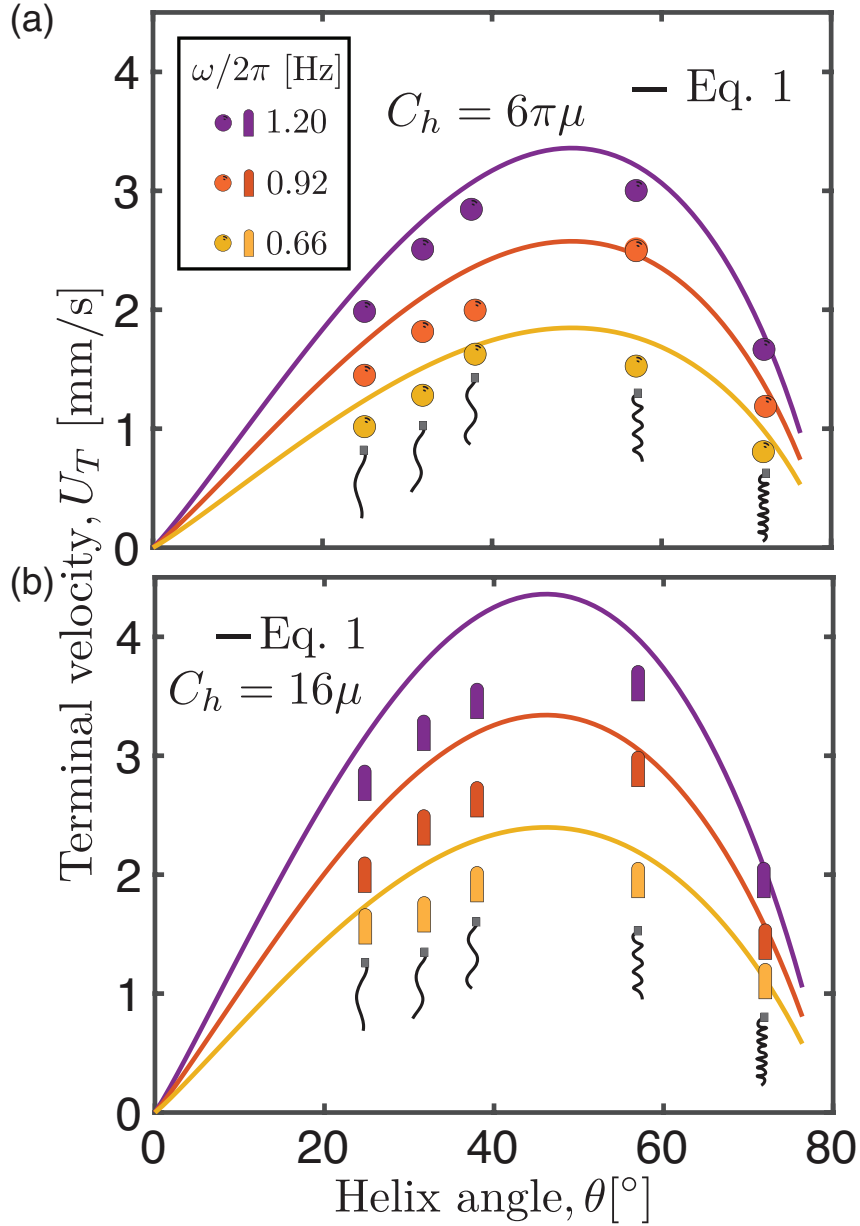 (a)
4
3
2
1
0
ω/2π [Hz]
1.20
0.92
0.66
C_h = 6πμ
Eq. 1
Terminal velocity, U_T [mm/s]
(b)
4
3
2
1
0
Eq. 1
C_h = 16μ
0 20 40 60 80
Helix angle, θ[°]